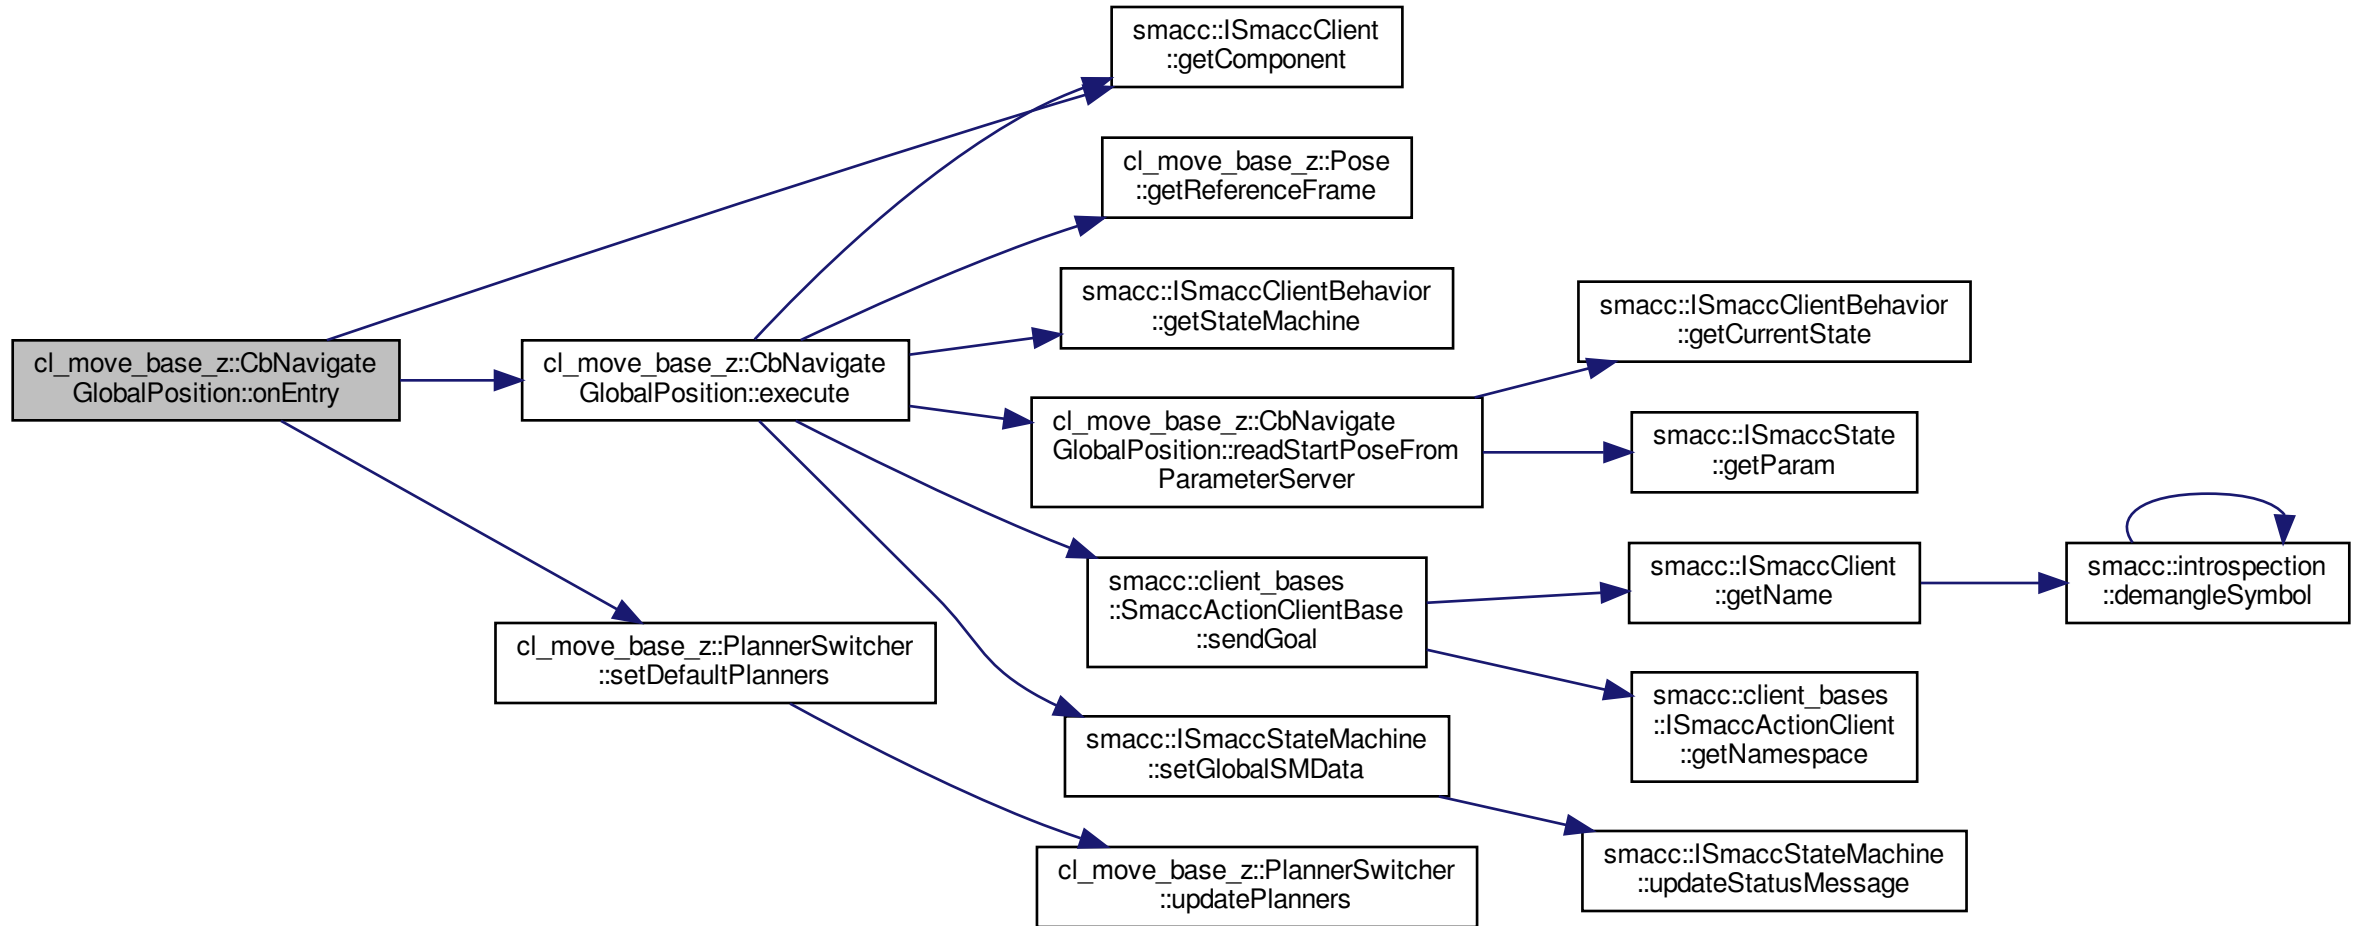 smacc::ISmaccClient
::getComponent
cl_move_base_z::Pose
::getReferenceFrame
smacc::ISmaccClientBehavior
::getStateMachine
smacc::ISmaccClientBehavior
::getCurrentState
cl_move_base_z::CbNavigate
GlobalPosition::onEntry
cl_move_base_z::CbNavigate
GlobalPosition::execute
cl_move_base_z::CbNavigate
GlobalPosition::readStartPoseFrom
ParameterServer
smacc::ISmaccState
::getParam
smacc::client_bases
::SmaccActionClientBase
::sendGoal
smacc::ISmaccClient
::getName
smacc::introspection
::demangleSymbol
cl_move_base_z::PlannerSwitcher
::setDefaultPlanners
smacc::client_bases
::ISmaccActionClient
::getNamespace
smacc::ISmaccStateMachine
::setGlobalSMData
cl_move_base_z::PlannerSwitcher
::updatePlanners
smacc::ISmaccStateMachine
::updateStatusMessage